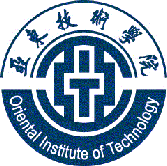 亞東技術學院
Oriental Institute of Technology